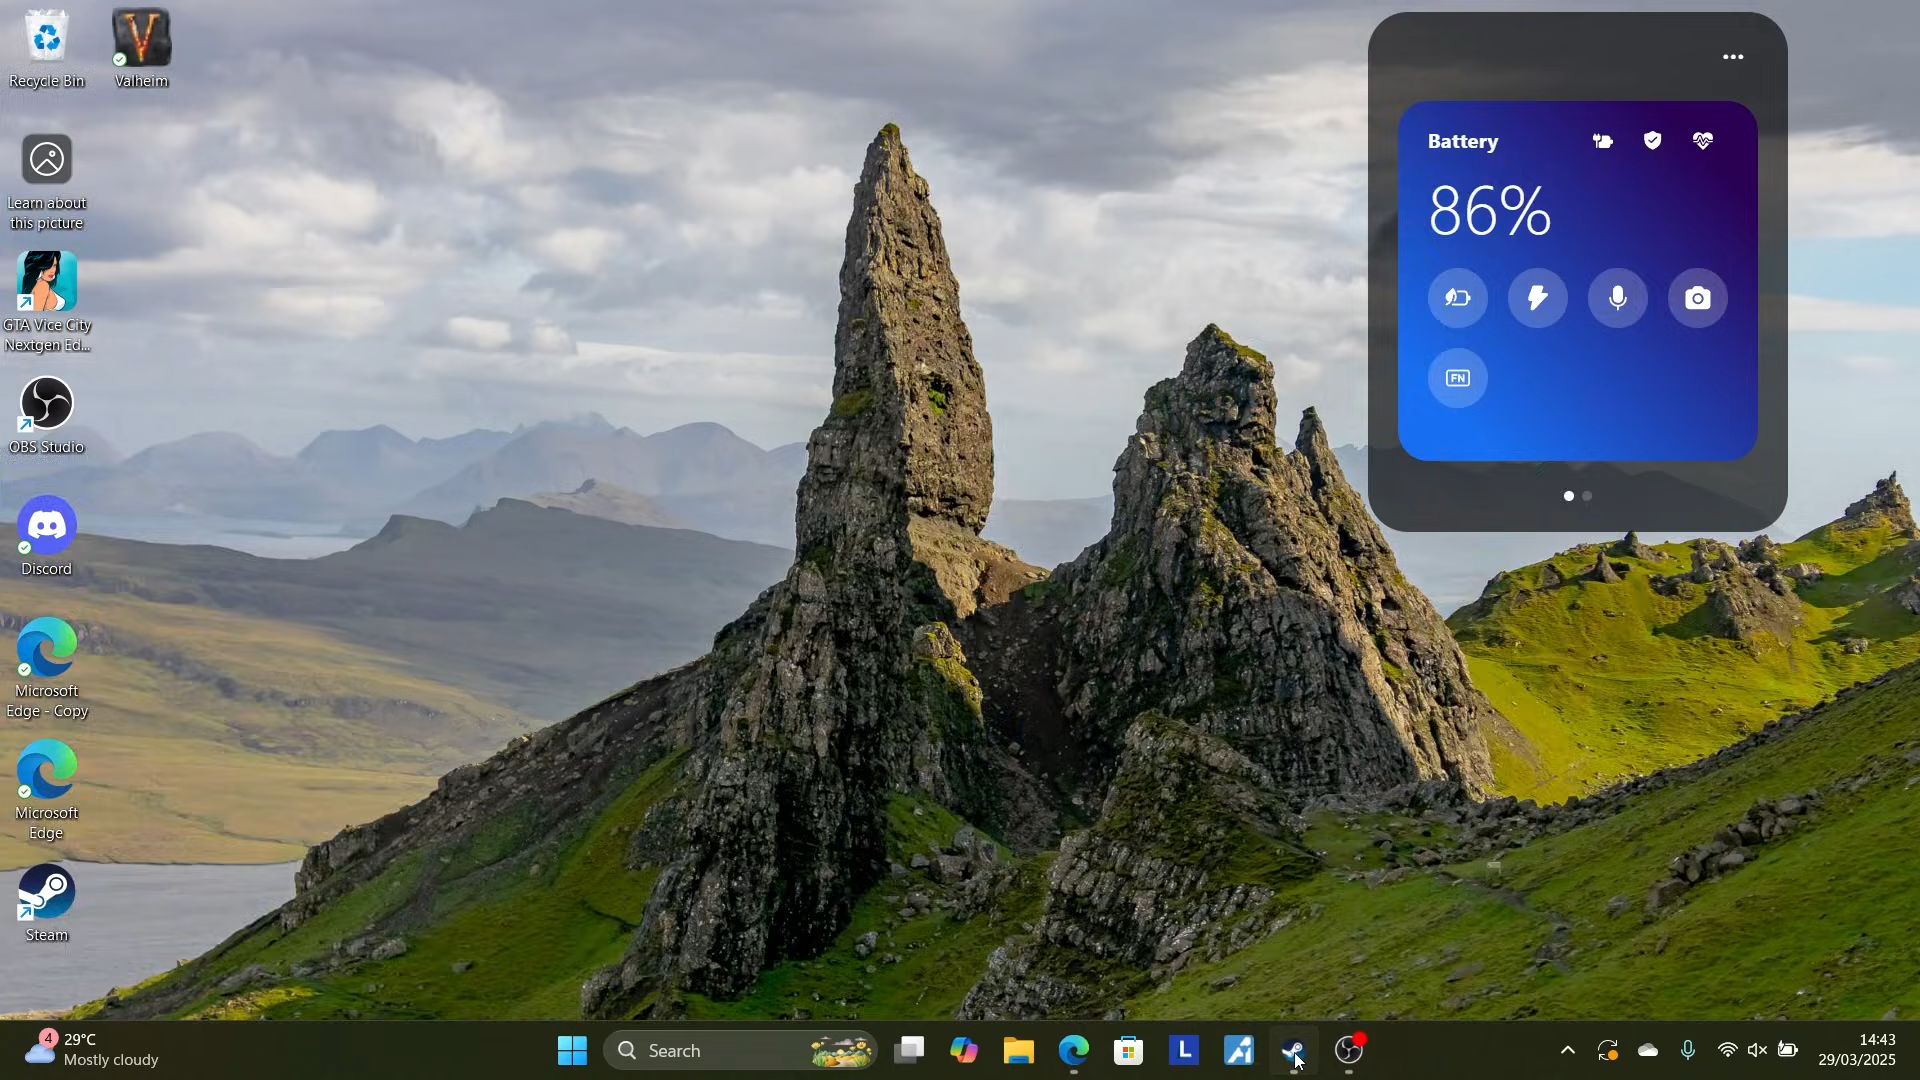 Recycle Bin
Valheim
Learn about
this picture
GTA Vice City
Nextgen Ed...
OBS Studio
Discord
Microsoft
Edge - Copy
Microsoft
Edge
Steam
Battery
86%
FN
4
29°C
Mostly cloudy
Search
L
14:43
29/03/2025